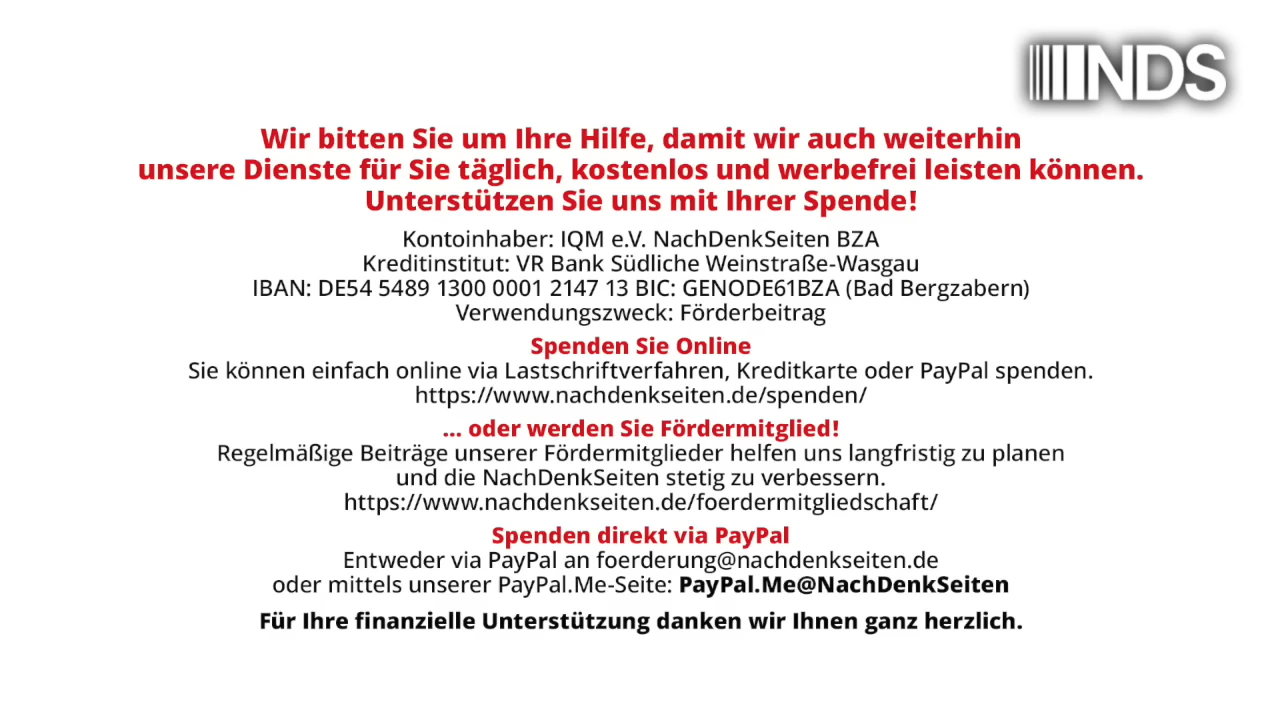 NDS
Wir bitten Sie um Ihre Hilfe, damit wir auch weiterhin
unsere Dienste für Sie täglich, kostenlos und werbefrei leisten können.
Unterstützen Sie uns mit Ihrer Spende!
Kontoinhaber: IQM e.V. NachDenkSeiten BZA
Kreditinstitut: VR Bank Südliche Weinstraße-Wasgau
IBAN: DE54 5489 1300 0001 2147 13 BIC: GENODE61BZA (Bad Bergzabern)
Verwendungszweck: Förderbeitrag
Spenden Sie Online
Sie können einfach online via Lastschriftverfahren, Kreditkarte oder PayPal spenden.
https://www.nachdenkseiten.de/spenden/
... oder werden Sie Fördermitglied!
Regelmäßige Beiträge unserer Fördermitglieder helfen uns langfristig zu planen
und die NachDenkSeiten stetig zu verbessern.
https://www.nachdenkseiten.de/foerdermitgliedschaft/
Spenden direkt via PayPal
Entweder via PayPal an foerderung@nachdenkseiten.de
oder mittels unserer PayPal.Me-Seite: PayPal.Me@NachDenkSeiten
Für Ihre finanzielle Unterstützung danken wir Ihnen ganz herzlich.